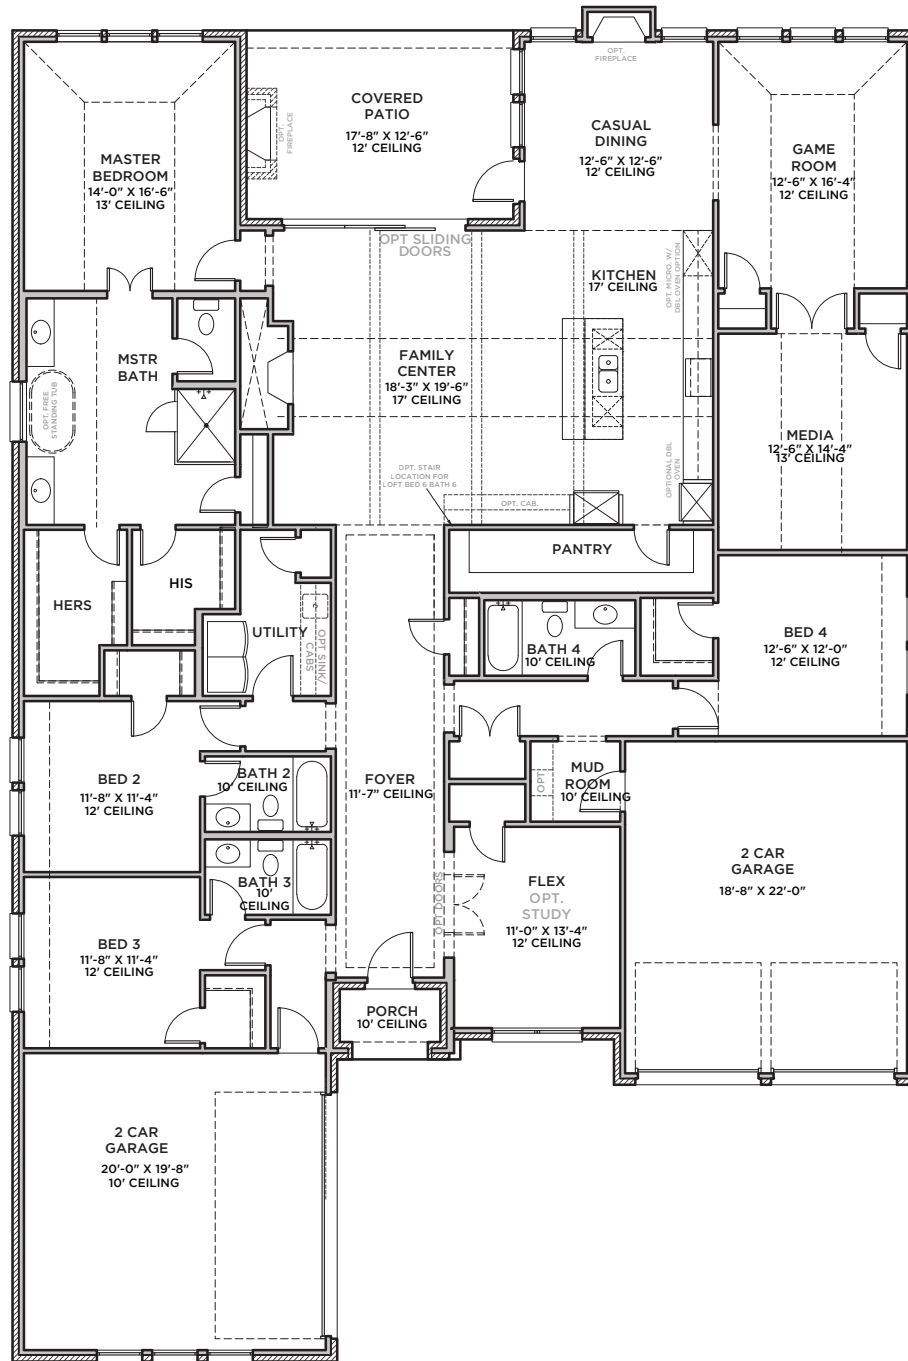 OPT.
FIREPLACE
COVERED
PATIO
17'-8" X 12'-6"
12' CEILING
OPT.
FIREPLACE
CASUAL
DINING
12'-6" X 12'-6"
12' CEILING
GAME
ROOM
12'-6" X 16'-4"
12' CEILING
MASTER
BEDROOM
14'-0" X 16'-6"
13' CEILING
OPT SLIDING
DOORS
KITCHEN
17' CEILING
OPT. MICRO. W/
DBL OVEN OPTION
MSTR
BATH
OPT. FREE
STANDING TUB
FAMILY
CENTER
18'-3" X 19'-6"
17' CEILING
MEDIA
12'-6" X 14'-4"
13' CEILING
OPT. STAIR
LOCATION FOR
LOFT BED 6 BATH 6
OPT. CAB.
OPTIONAL DBL
OVEN
PANTRY
HERS
HIS
UTILITY
OPT SINK/
CABS
BATH 4
10' CEILING
BED 4
12'-6" X 12'-0"
12' CEILING
BED 2
11'-8" X 11'-4"
12' CEILING
BATH 2
10' CEILING
FOYER
11'-7" CEILING
OPT
MUD
ROOM
10' CEILING
2 CAR
GARAGE
18'-8" X 22'-0"
BATH 3
10'
CEILING
OPT DOORS
FLEX
OPT.
STUDY
11'-0" X 13'-4"
12' CEILING
BED 3
11'-8" X 11'-4"
12' CEILING
PORCH
10' CEILING
2 CAR
GARAGE
20'-0" X 19'-8"
10' CEILING